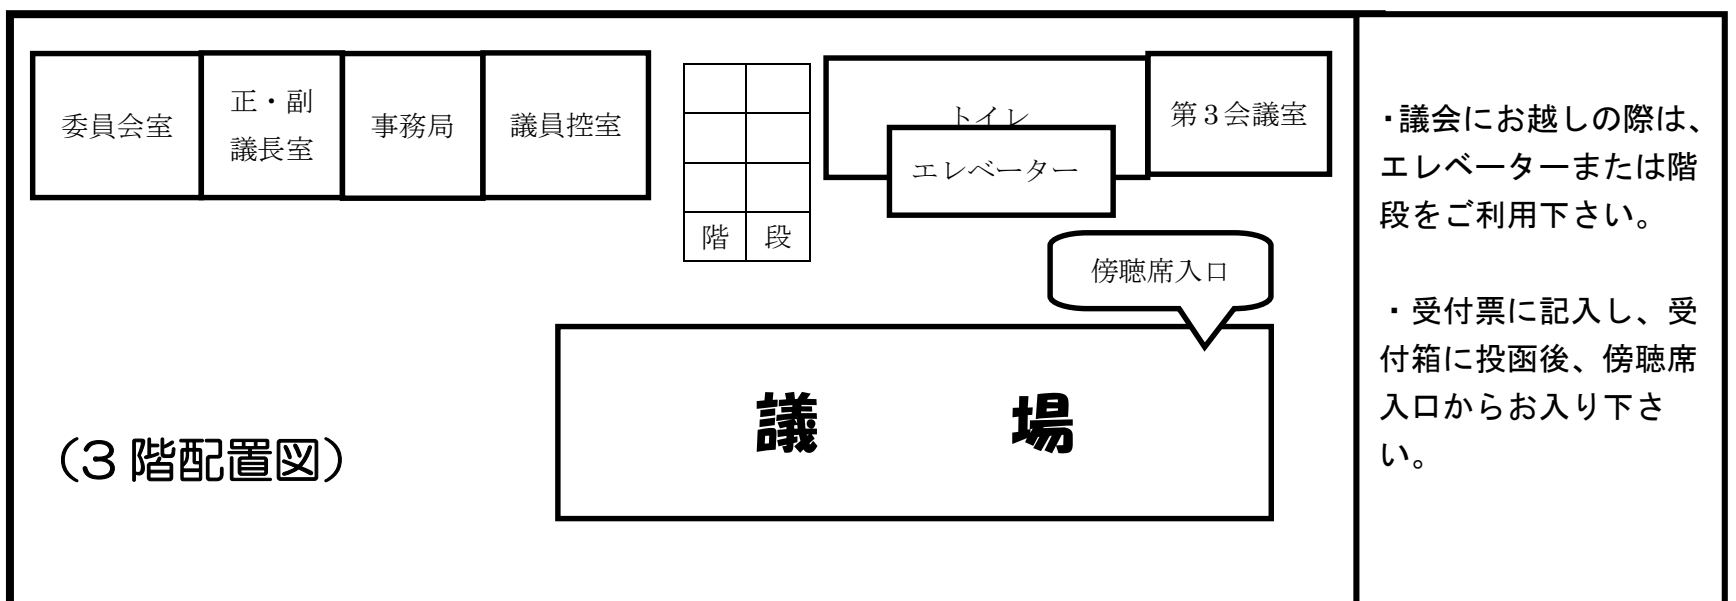 委員会室
正・副
議長室
事務局
議員控室
階段
トイレ
エレベーター
第３会議室
傍聴席入口
議場
（３階配置図）
・議会にお越しの際は、
エレベーターまたは階
段をご利用下さい。
・受付票に記入し、受
付箱に投函後、傍聴席
入口からお入り下さ
い。